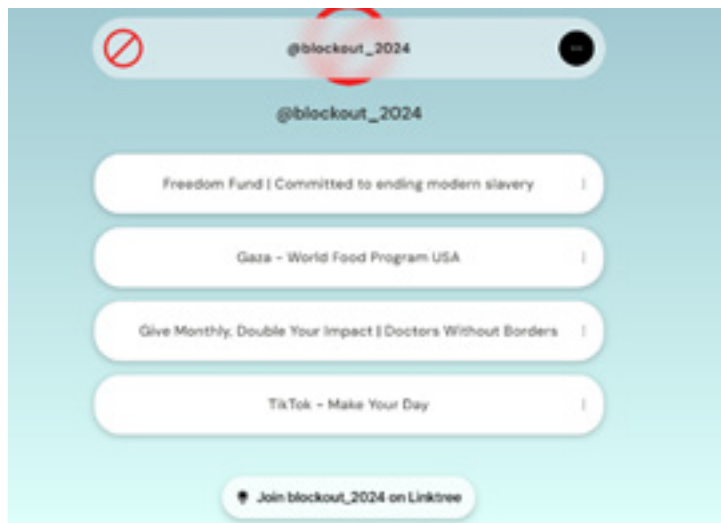 @blockout_2024
@blockout_2024
Freedom Fund | Committed to ending modern slavery
Gaza - World Food Program USA
Give Monthly, Double Your Impact | Doctors Without Borders
TikTok - Make Your Day
Join blockout_2024 on Linktree